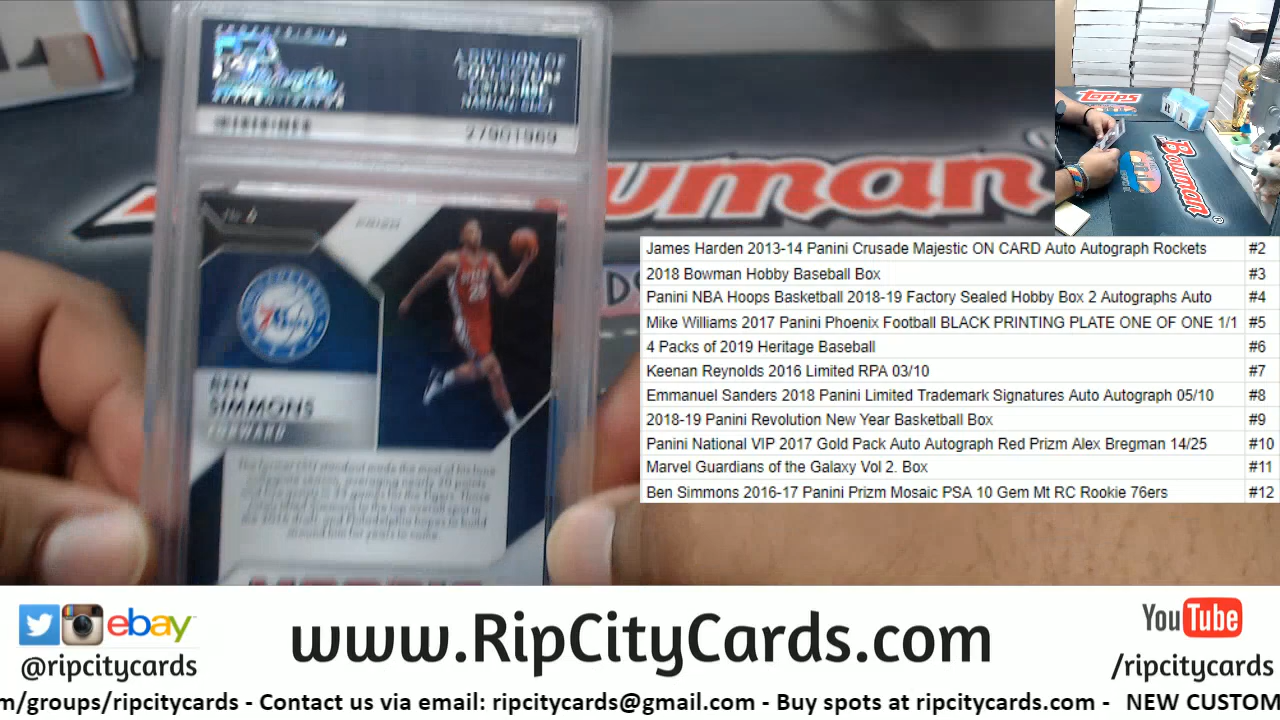 A DIVISION OF
COLLECTORS
27901969
No. 6
PRIZM
76ers
BEN
SIMMONS
FORWARD
Bowman
topps
Bowman
James Harden 2013-14 Panini Crusade Majestic ON CARD Auto Autograph Rockets #2
2018 Bowman Hobby Baseball Box #3
Panini NBA Hoops Basketball 2018-19 Factory Sealed Hobby Box 2 Autographs Auto #4
Mike Williams 2017 Panini Phoenix Football BLACK PRINTING PLATE ONE OF ONE 1/1 #5
4 Packs of 2019 Heritage Baseball #6
Keenan Reynolds 2016 Limited RPA 03/10 #7
Emmanuel Sanders 2018 Panini Limited Trademark Signatures Auto Autograph 05/10 #8
2018-19 Panini Revolution New Year Basketball Box #9
Panini National VIP 2017 Gold Pack Auto Autograph Red Prizm Alex Bregman 14/25 #10
Marvel Guardians of the Galaxy Vol 2. Box #11
Ben Simmons 2016-17 Panini Prizm Mosaic PSA 10 Gem Mt RC Rookie 76ers #12
ebay
@ripcitycards
www.RipCityCards.com
YouTube
/ripcitycards
m/groups/ripcitycards - Contact us via email: ripcitycards@gmail.com - Buy spots at ripcitycards.com - NEW CUSTOM